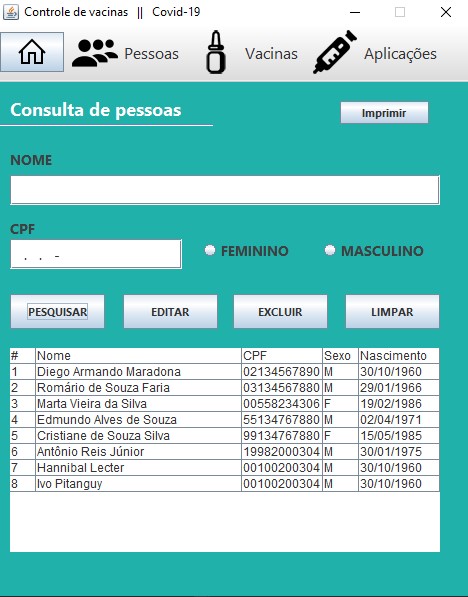 Controle de vacinas || Covid-19
Pessoas Vacinas Aplicações
Consulta de pessoas Imprimir
NOME
CPF
. . - FEMININO MASCULINO
PESQUISAR EDITAR EXCLUIR LIMPAR
# Nome CPF Sexo Nascimento
1 Diego Armando Maradona 02134567890 M 30/10/1960
2 Romário de Souza Faria 03134567880 M 29/01/1966
3 Marta Vieira da Silva 00558234306 F 19/02/1986
4 Edmundo Alves de Souza 55134767880 M 02/04/1971
5 Cristiane de Souza Silva 99134767880 F 15/05/1985
6 Antônio Reis Júnior 19982000304 M 30/01/1975
7 Hannibal Lecter 00100200304 M 30/10/1960
8 Ivo Pitanguy 00100200304 M 30/10/1960